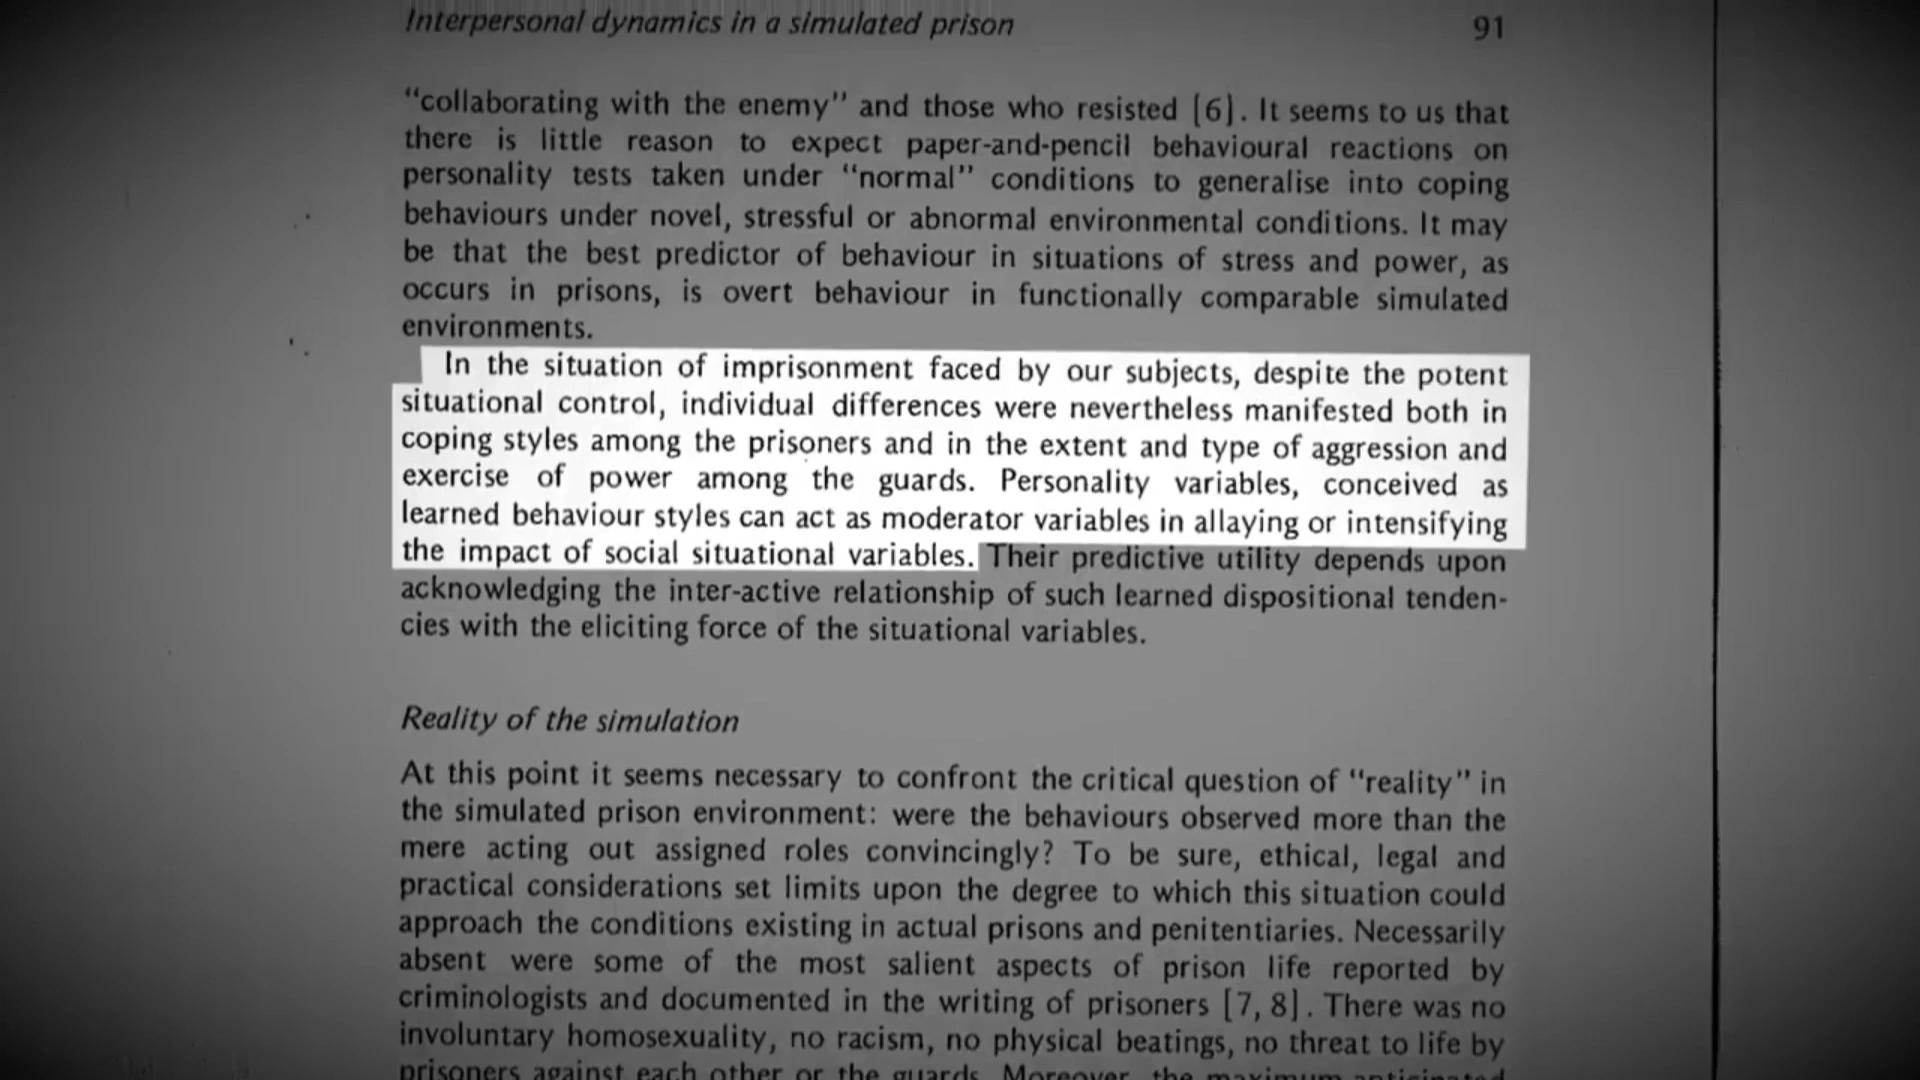 Interpersonal dynamics in a simulated prison 91
“collaborating with the enemy” and those who resisted [6]. It seems to us that
there is little reason to expect paper-and-pencil behavioural reactions on
personality tests taken under “normal” conditions to generalise into coping
behaviours under novel, stressful or abnormal environmental conditions. It may
be that the best predictor of behaviour in situations of stress and power, as
occurs in prisons, is overt behaviour in functionally comparable simulated
environments.
In the situation of imprisonment faced by our subjects, despite the potent
situational control, individual differences were nevertheless manifested both in
coping styles among the prisoners and in the extent and type of aggression and
exercise of power among the guards. Personality variables, conceived as
learned behaviour styles can act as moderator variables in allaying or intensifying
the impact of social situational variables. Their predictive utility depends upon
acknowledging the inter-active relationship of such learned dispositional tenden-
cies with the eliciting force of the situational variables.
Reality of the simulation
At this point it seems necessary to confront the critical question of “reality” in
the simulated prison environment: were the behaviours observed more than the
mere acting out assigned roles convincingly? To be sure, ethical, legal and
practical considerations set limits upon the degree to which this situation could
approach the conditions existing in actual prisons and penitentiaries. Necessarily
absent were some of the most salient aspects of prison life reported by
criminologists and documented in the writing of prisoners [7, 8]. There was no
involuntary homosexuality, no racism, no physical beatings, no threat to life by
prisoners against each other or the guards. Moreover, the maximum anticipated